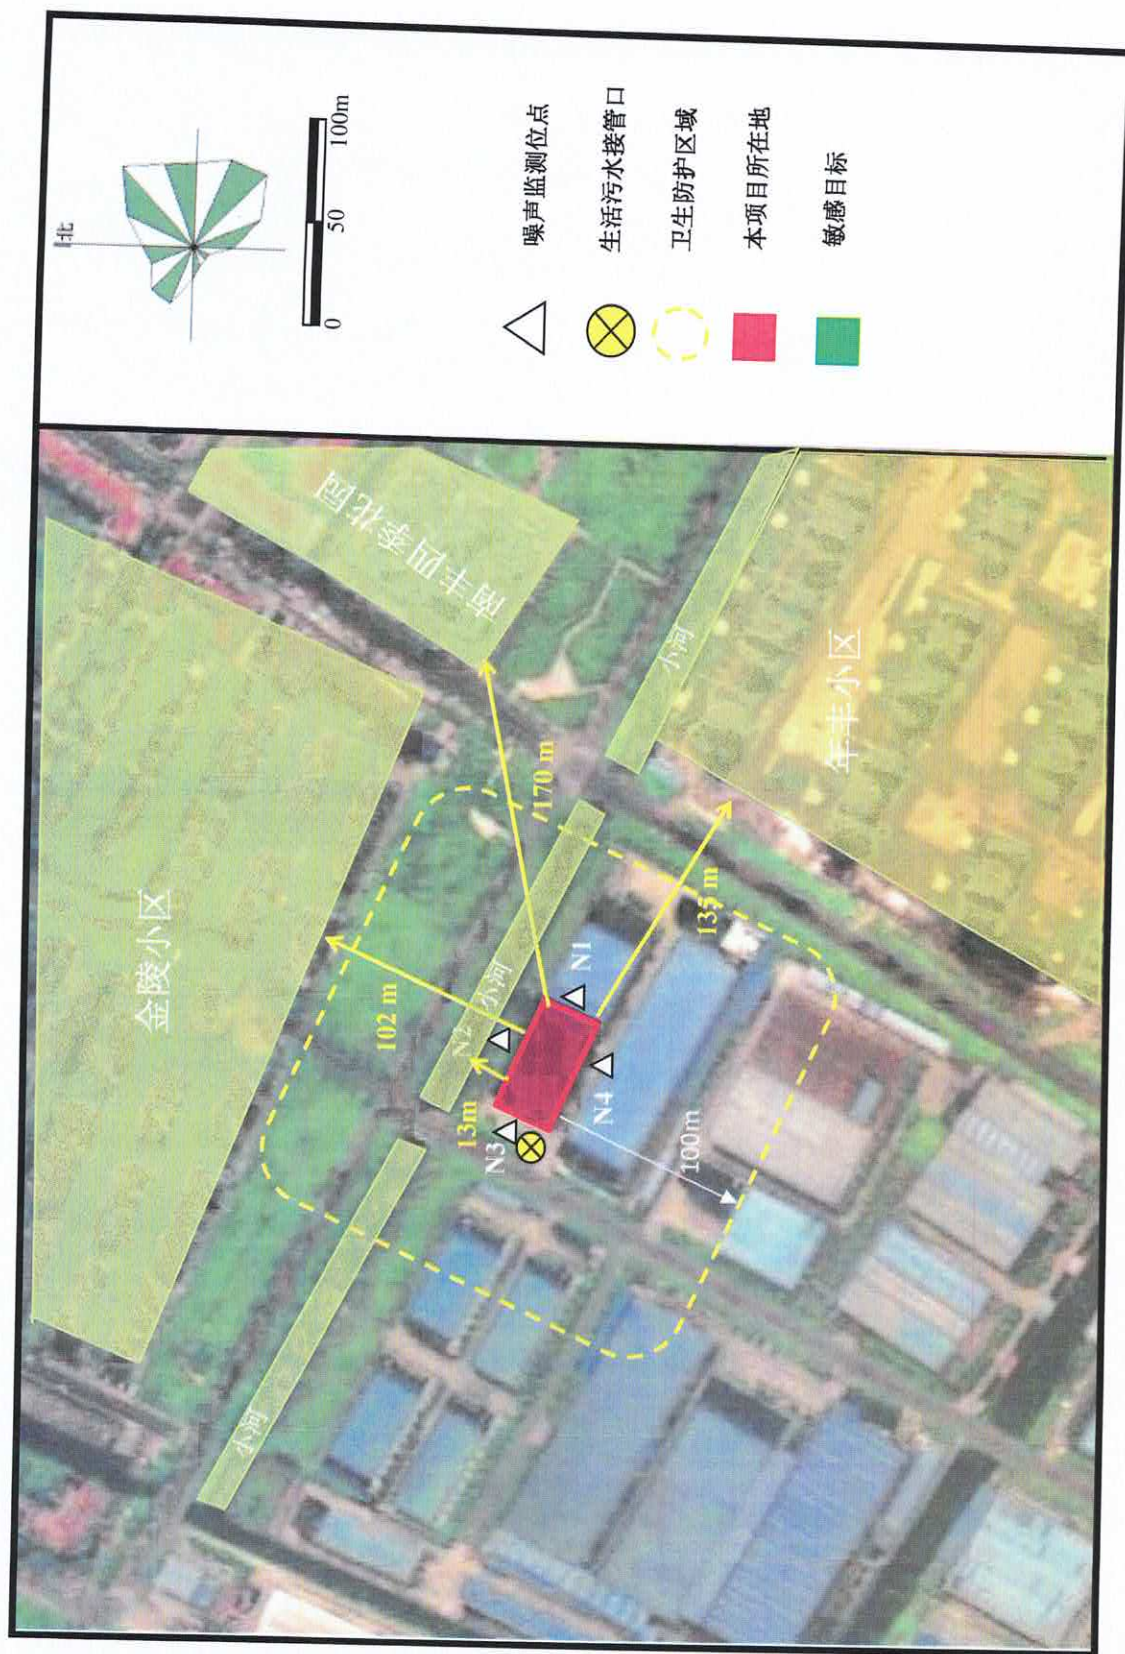 北
0
50
100m
噪声监测位点
生活污水接管口
卫生防护区域
本项目所在地
敏感目标
金陵小区
南丰四季花园
年丰小区
小河
小河
小河
102 m
170 m
135 m
13m
100m
N1
N2
N3
N4